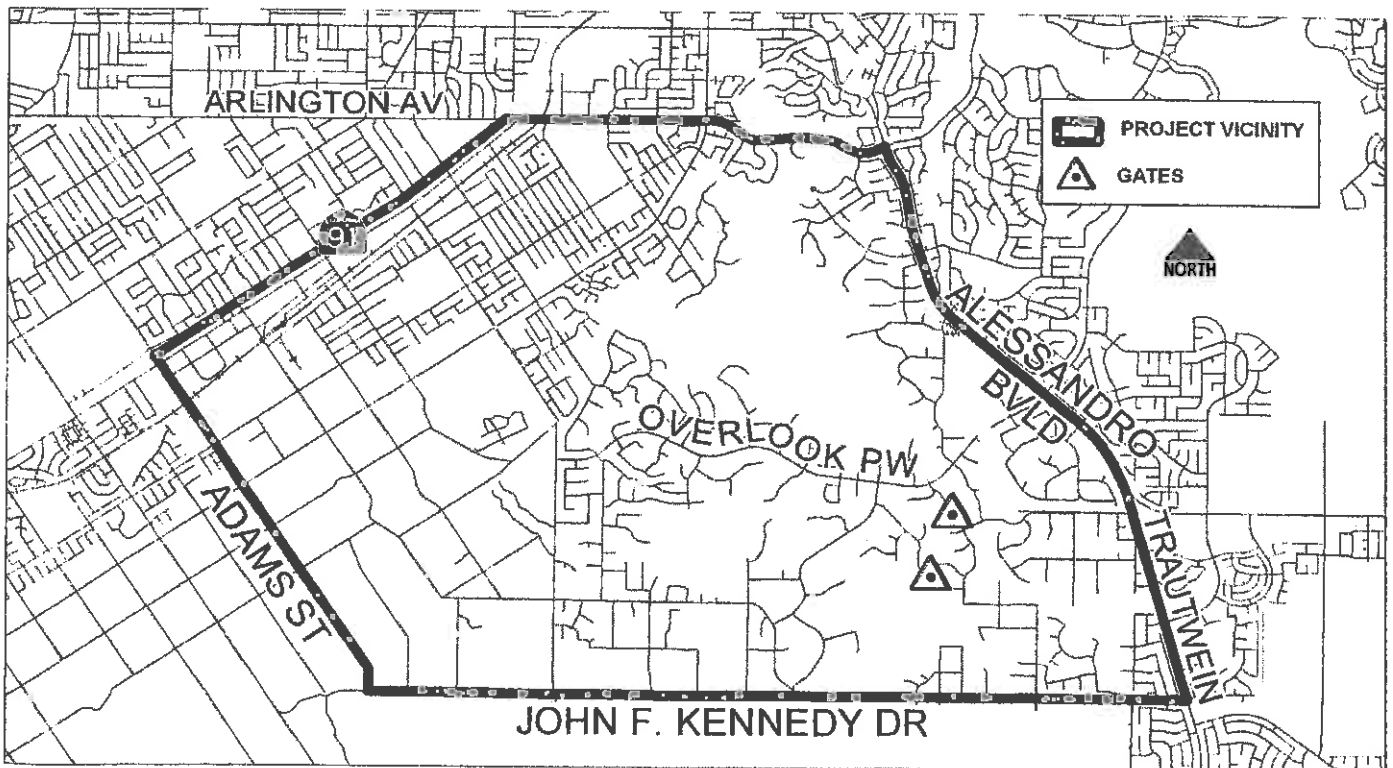 ARLINGTON AV
PROJECT VICINITY
GATES
91
NORTH
ALESSANDRO
BVLD
OVERLOOK PW
ADAMS ST
TRAUTWEIN
JOHN F. KENNEDY DR